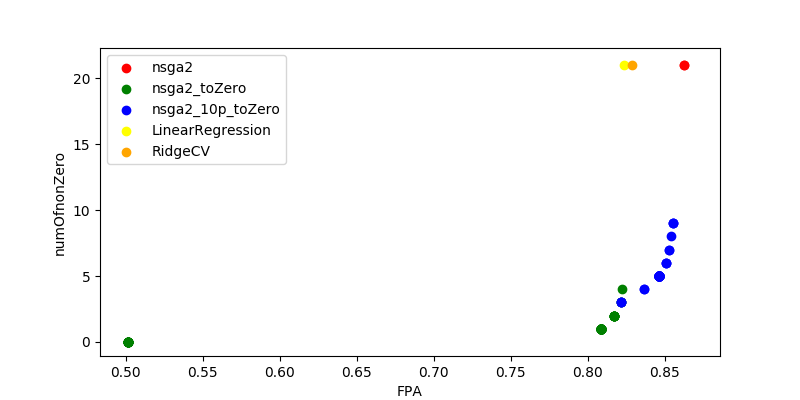 nsga2
nsga2_toZero
nsga2_10p_toZero
LinearRegression
RidgeCV
numOfnonZero
20
15
10
5
0
0.50 0.55 0.60 0.65 0.70 0.75 0.80 0.85
FPA